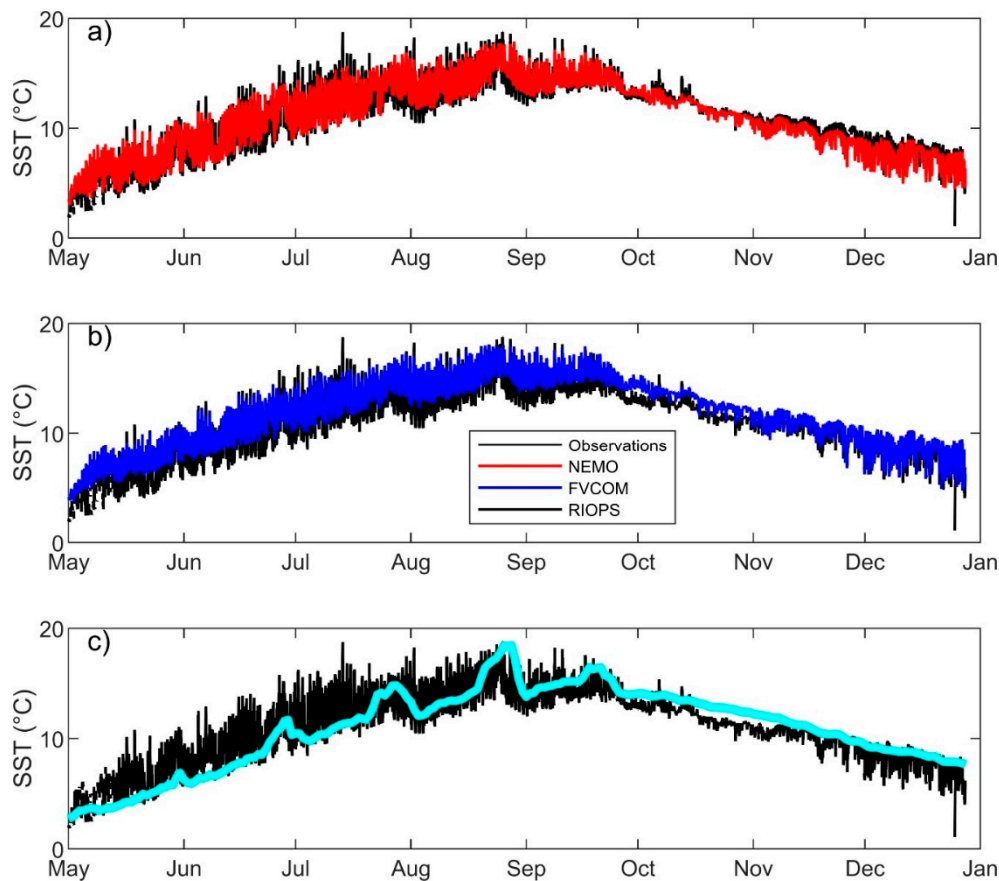 a)
SST (°C)
20
10
0
May Jun Jul Aug Sep Oct Nov Dec Jan
b)
SST (°C)
20
10
0
Observations
NEMO
FVCOM
RIOPS
May Jun Jul Aug Sep Oct Nov Dec Jan
c)
SST (°C)
20
10
0
May Jun Jul Aug Sep Oct Nov Dec Jan